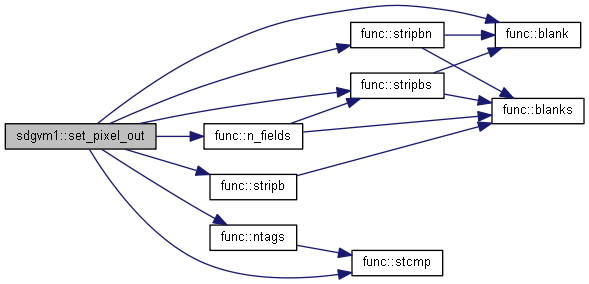 func::stripbn
func::blank
func::stripbs
func::blanks
sdgvm1::set_pixel_out
func::n_fields
func::stripb
func::ntags
func::stcmp